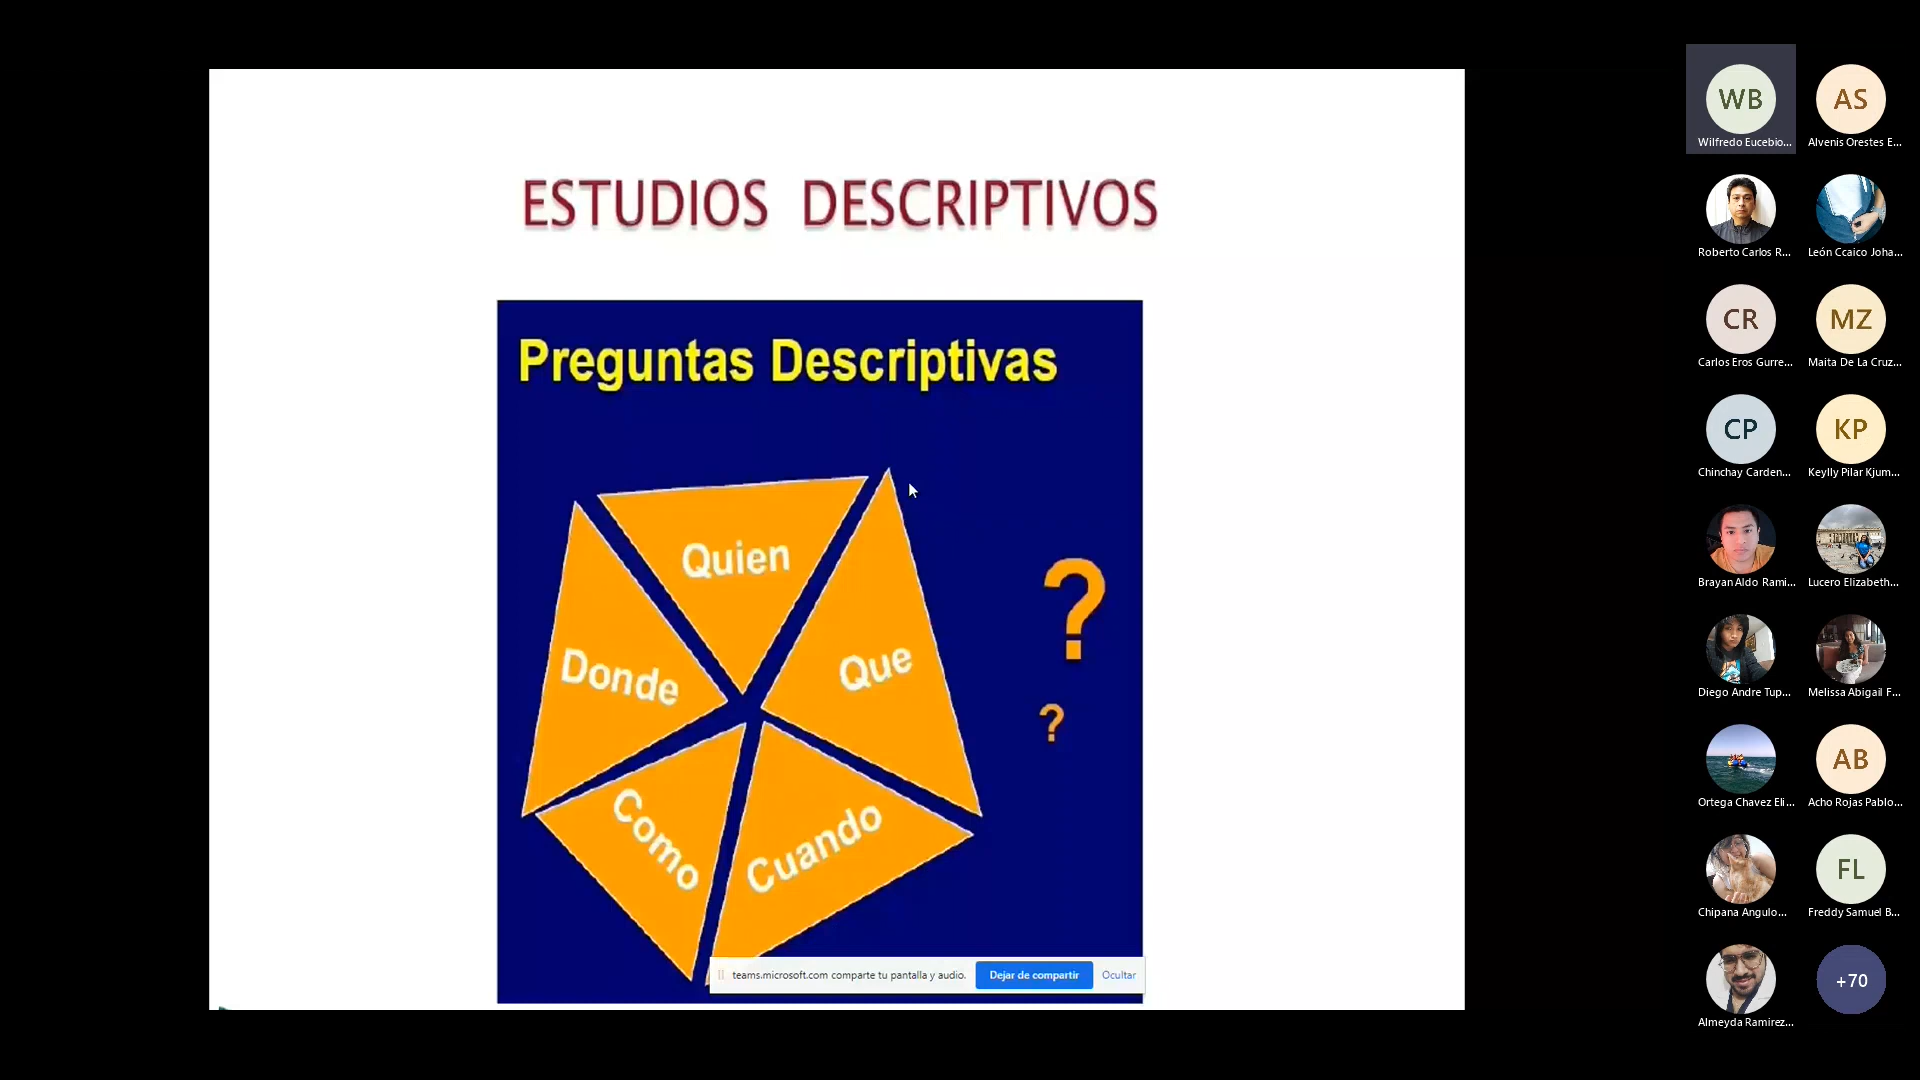 ESTUDIOS DESCRIPTIVOS
Preguntas Descriptivas
Quien
Que
Donde
Como
Cuando
?
?
teams.microsoft.com comparte tu pantalla y audio.
Dejar de compartir
Ocultar
WB
Wilfredo Eucebio...
AS
Alvenis Orestes E...
Roberto Carlos R...
León Ccaico Joha...
CR
Carlos Eros Gurre...
MZ
Maita De La Cruz...
CP
Chinchay Carden...
KP
Keylly Pilar Kjum...
Brayan Aldo Rami...
Lucero Elizabeth...
Diego Andre Tup...
Melissa Abigail F...
Ortega Chavez Eli...
AB
Acho Rojas Pablo...
Chipana Angulo...
FL
Freddy Samuel B...
Almeyda Ramirez...
+70